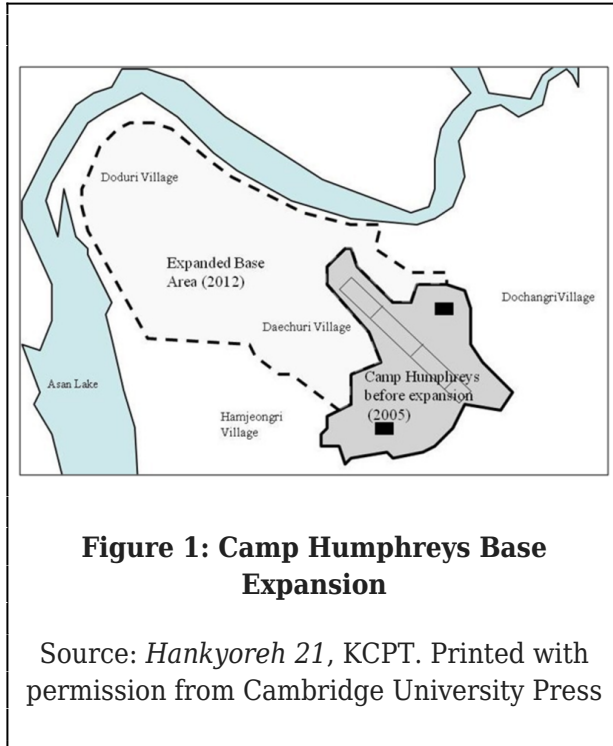 Doduri Village
Expanded Base
Area (2012)
DochangriVillage
Daechuri Village
Camp Humphreys
before expansion
(2005)
Asan Lake
Hamjeongri
Village
Figure 1: Camp Humphreys Base
Expansion
Source: Hankyoreh 21, KCPT. Printed with
permission from Cambridge University Press